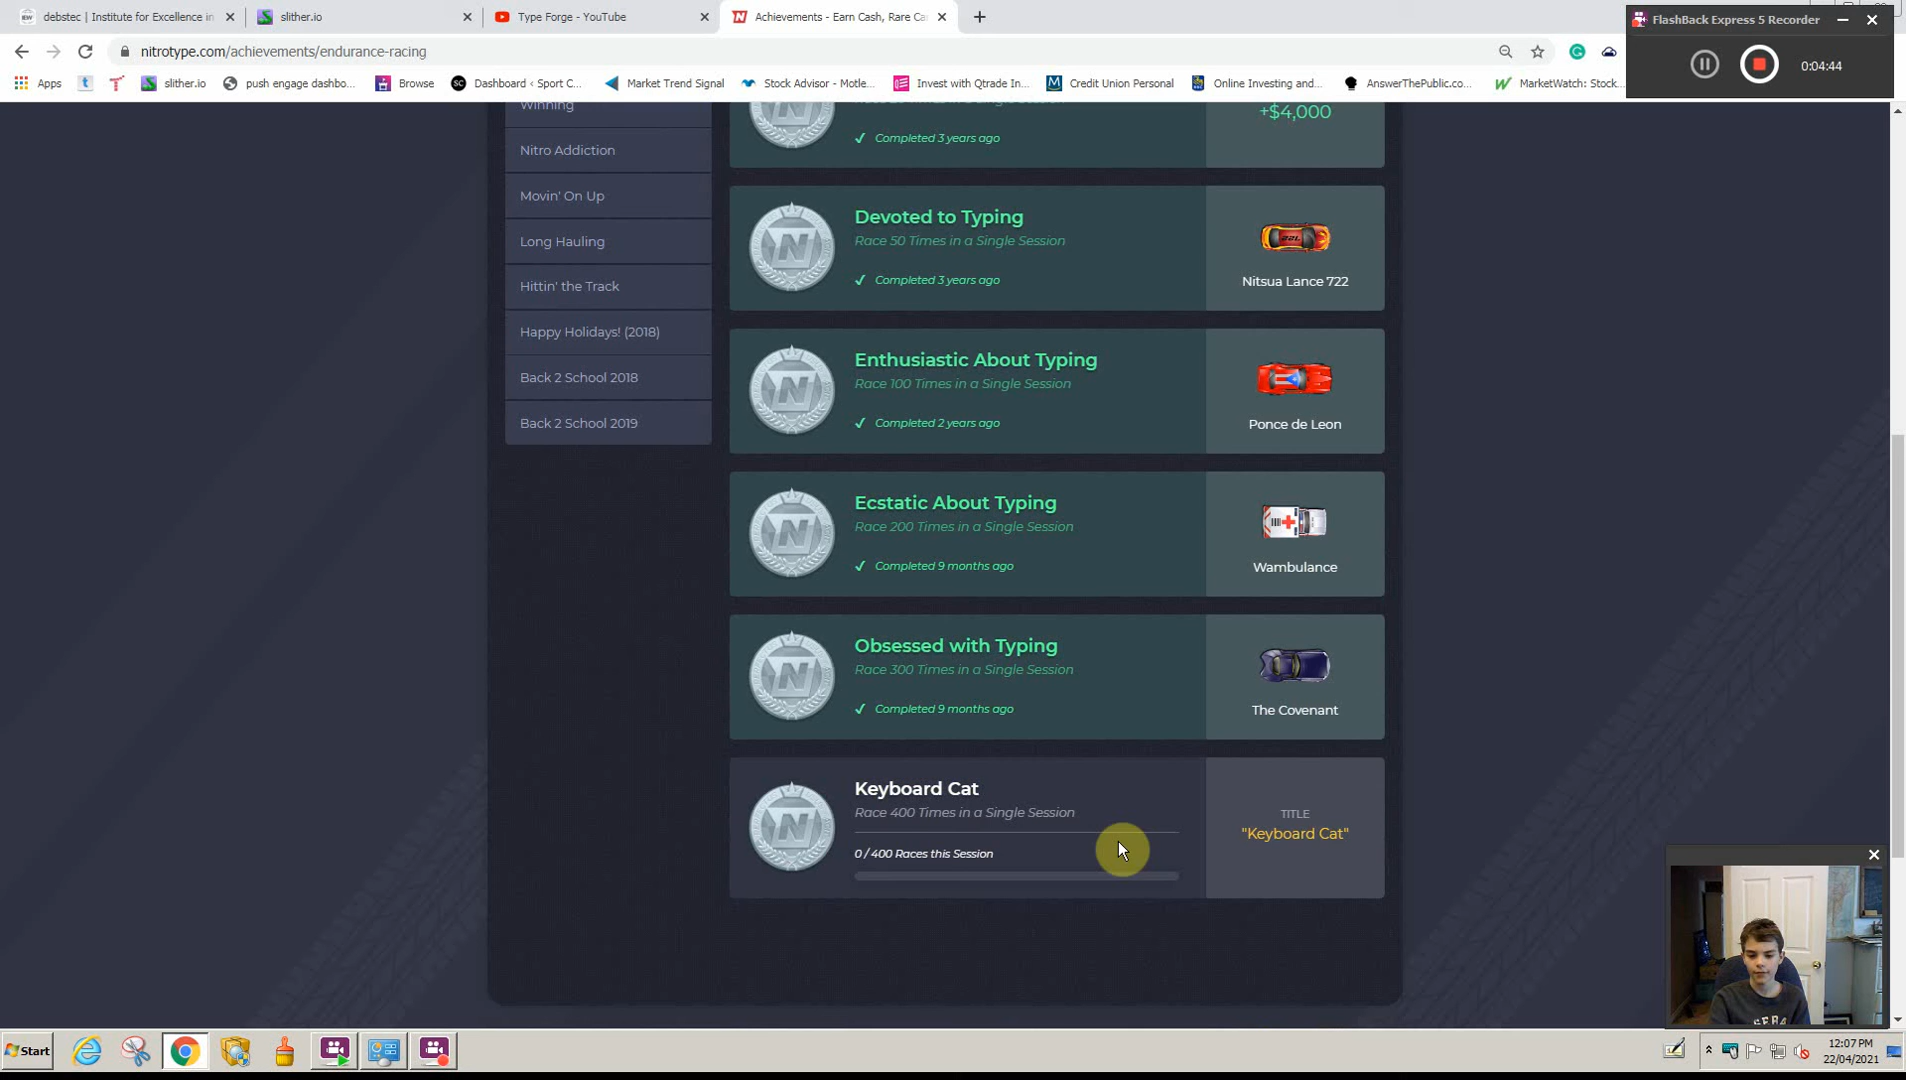 debstec | Institute for Excellence in
slither.io
Type Forge - YouTube
Achievements - Earn Cash, Rare Ca
FlashBack Express 5 Recorder
nitrotype.com/achievements/endurance-racing
0:04:44
Apps
slither.io
push engage dashbo...
Browse
Dashboard ‹ Sport C...
Market Trend Signal
Stock Advisor - Motle...
Invest with Qtrade In...
Credit Union Personal
Online Investing and...
AnswerThePublic.co...
MarketWatch: Stock
Winning
Nitro Addiction
Movin' On Up
Long Hauling
Hittin' the Track
Happy Holidays! (2018)
Back 2 School 2018
Back 2 School 2019
Completed 3 years ago
+$4,000
Devoted to Typing
Race 50 Times in a Single Session
Completed 3 years ago
Nitsua Lance 722
Enthusiastic About Typing
Race 100 Times in a Single Session
Completed 2 years ago
Ponce de Leon
Ecstatic About Typing
Race 200 Times in a Single Session
Completed 9 months ago
Wambulance
Obsessed with Typing
Race 300 Times in a Single Session
Completed 9 months ago
The Covenant
Keyboard Cat
Race 400 Times in a Single Session
0 / 400 Races this Session
TITLE
"Keyboard Cat"
Start
12:07 PM
22/04/2021